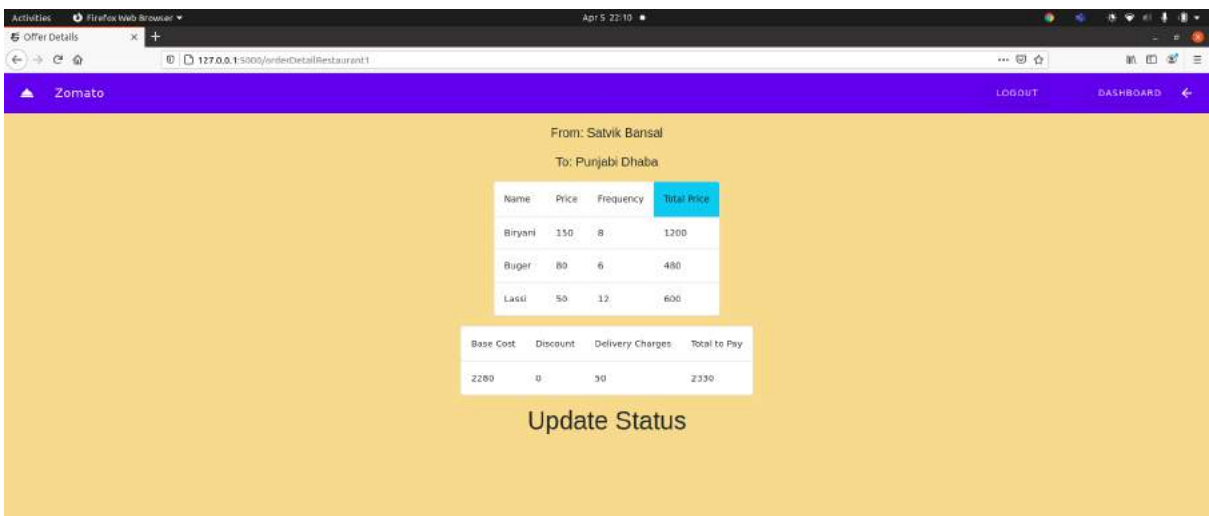 Activities Firefox Web Browser Apr 5 22:10
Offer Details
127.0.0.1:5000/orderDetailRestaurant1
Zomato LOGOUT DASHBOARD
From: Satvik Bansal
To: Punjabi Dhaba
Name Price Frequency Total Price
Biryani 150 8 1200
Buger 80 6 480
Lassi 50 12 600
Base Cost Discount Delivery Charges Total to Pay
2280 0 50 2330
Update Status